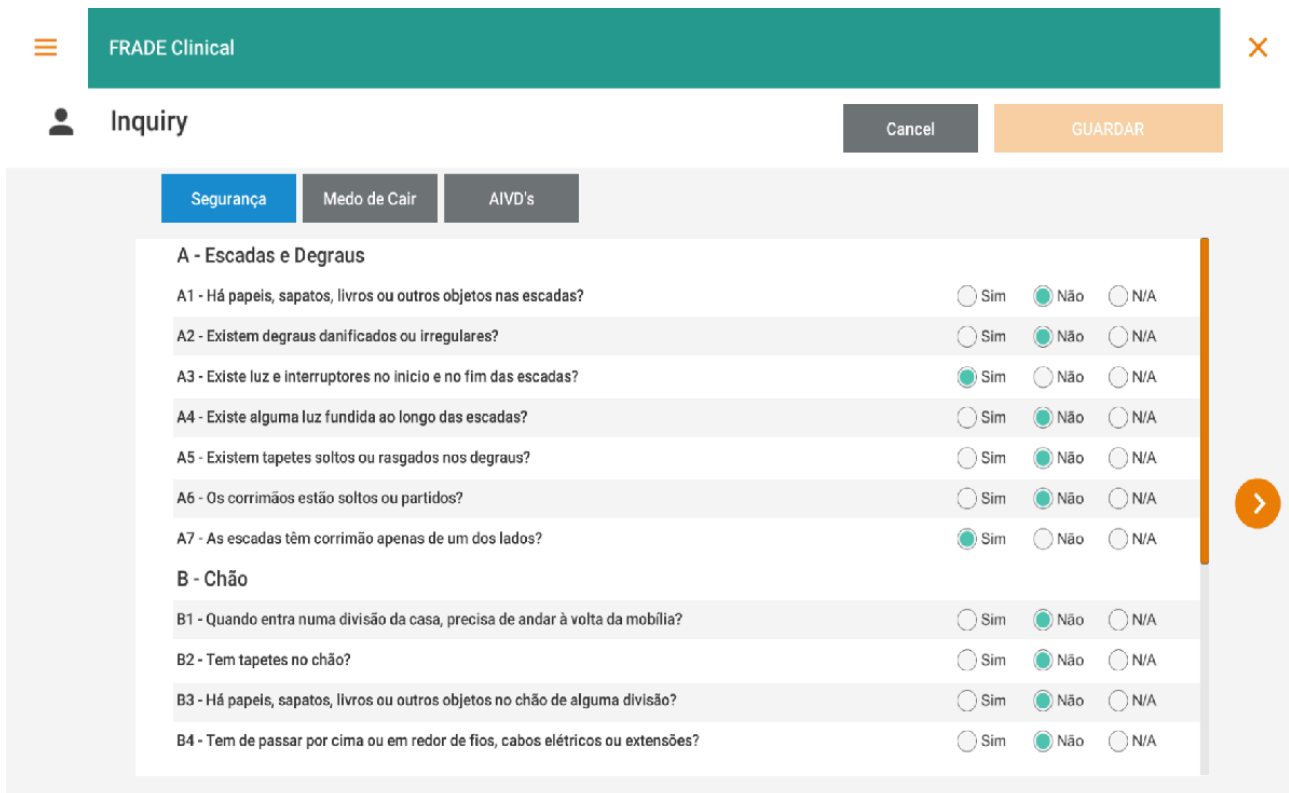 FRADE Clinical
Inquiry
Cancel
GUARDAR
Segurança Medo de Cair AIVD's
A - Escadas e Degraus
A1 - Há papeis, sapatos, livros ou outros objetos nas escadas? Sim Não N/A
A2 - Existem degraus danificados ou irregulares? Sim Não N/A
A3 - Existe luz e interruptores no inicio e no fim das escadas? Sim Não N/A
A4 - Existe alguma luz fundida ao longo das escadas? Sim Não N/A
A5 - Existem tapetes soltos ou rasgados nos degraus? Sim Não N/A
A6 - Os corrimãos estão soltos ou partidos? Sim Não N/A
A7 - As escadas têm corrimão apenas de um dos lados? Sim Não N/A
B - Chão
B1 - Quando entra numa divisão da casa, precisa de andar à volta da mobília? Sim Não N/A
B2 - Tem tapetes no chão? Sim Não N/A
B3 - Há papeis, sapatos, livros ou outros objetos no chão de alguma divisão? Sim Não N/A
B4 - Tem de passar por cima ou em redor de fios, cabos elétricos ou extensões? Sim Não N/A